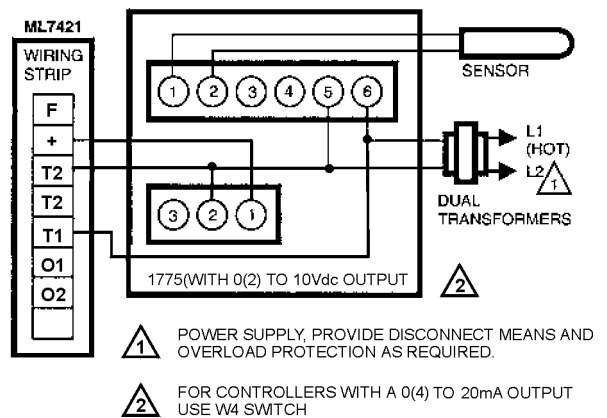 ML7421
WIRING
STRIP
F
+
T2
T2
T1
O1
O2
1 2 3 4 5 6
3 2 1
SENSOR
L1
(HOT)
L2 1
DUAL
TRANSFORMERS
1775(WITH 0(2) TO 10Vdc OUTPUT
2
1 POWER SUPPLY, PROVIDE DISCONNECT MEANS AND
OVERLOAD PROTECTION AS REQUIRED.
2 FOR CONTROLLERS WITH A 0(4) TO 20mA OUTPUT
USE W4 SWITCH